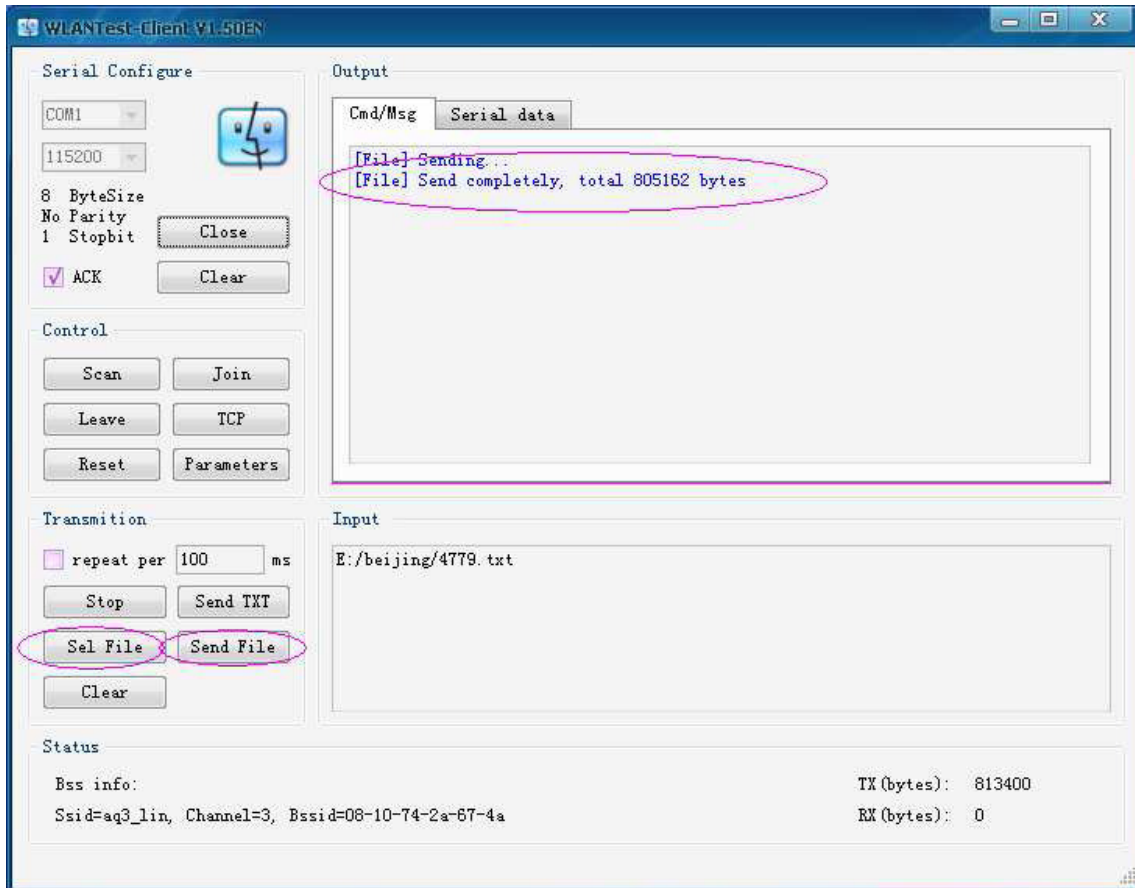 WLANTest-Client V1.50EN
Serial Configure
COM1
115200
8 ByteSize
No Parity
1 Stopbit
Close
ACK
Clear
Control
Scan
Join
Leave
TCP
Reset
Parameters
Transmition
repeat per 100 ms
Stop
Send TXT
Sel File
Send File
Clear
Output
Cmd/Msg
Serial data
[File] Sending...
[File] Send completely, total 805162 bytes
Input
E:/beijing/4779.txt
Status
Bss info:
Ssid=aq3_lin, Channel=3, Bssid=08-10-74-2a-67-4a
TX(bytes): 813400
RX(bytes): 0